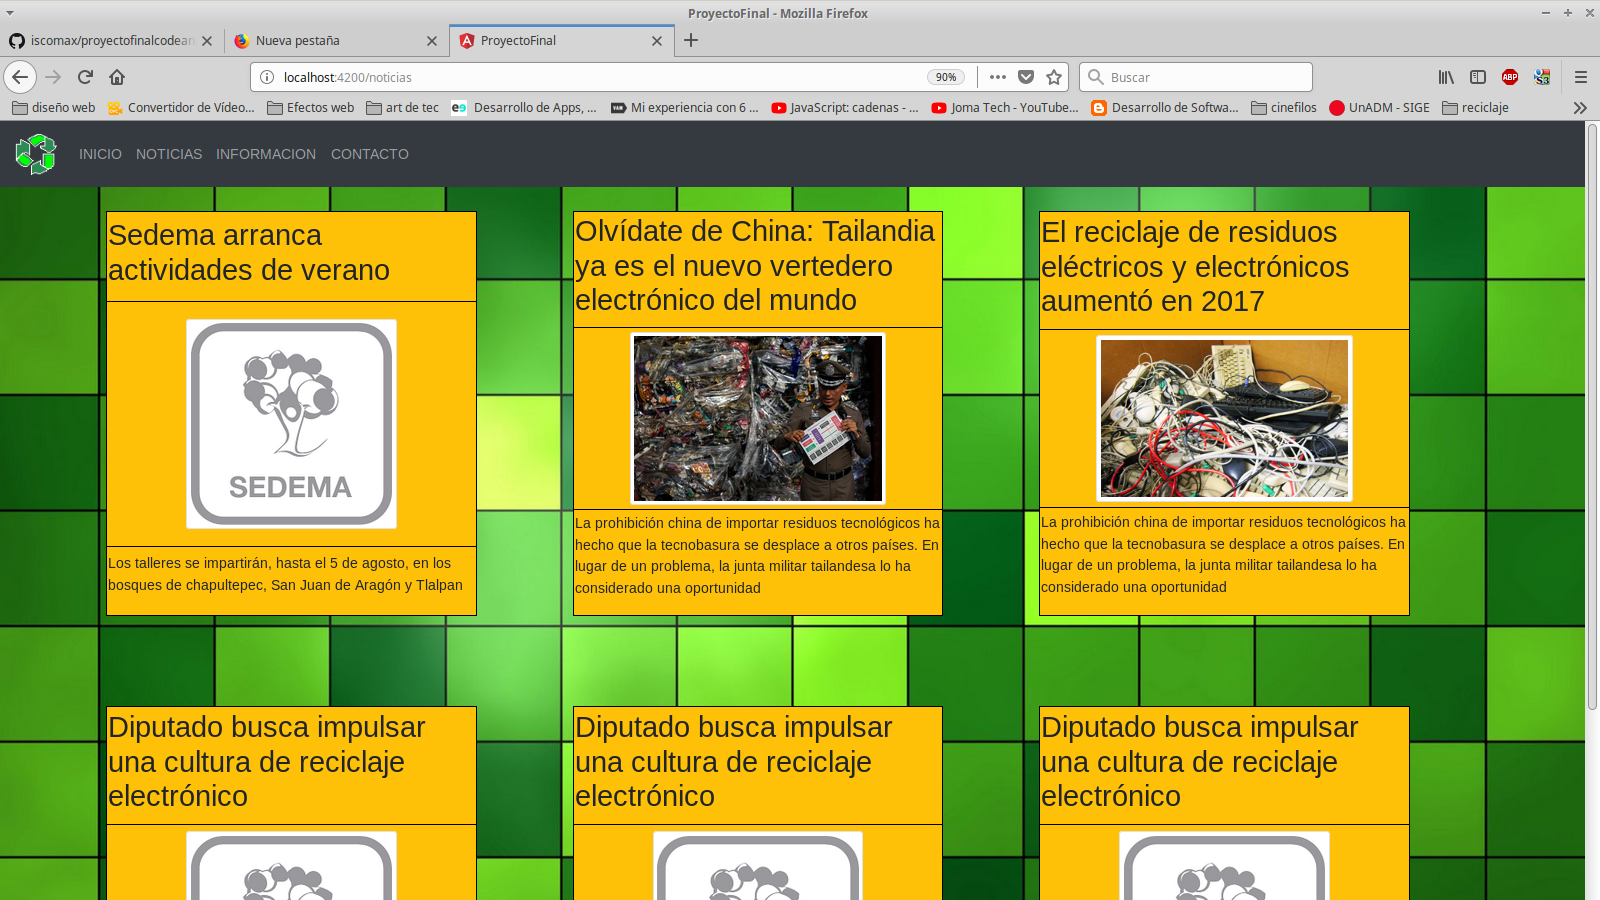 ProyectoFinal - Mozilla Firefox
iscomax/proyectofinalcodean
Nueva pestaña
ProyectoFinal
localhost:4200/noticias
90%
Buscar
ABP
S3
diseño web
Convertidor de Vídeo...
Efectos web
art de tec
Desarrollo de Apps, ...
Mi experiencia con 6 ...
JavaScript: cadenas - ...
Joma Tech - YouTube...
Desarrollo de Softwa...
cinefilos
UnADM - SIGE
reciclaje
INICIO
NOTICIAS
INFORMACION
CONTACTO
Sedema arranca
actividades de verano
SEDEMA
Los talleres se impartirán, hasta el 5 de agosto, en los
bosques de chapultepec, San Juan de Aragón y Tlalpan
Olvídate de China: Tailandia
ya es el nuevo vertedero
electrónico del mundo
La prohibición china de importar residuos tecnológicos ha
hecho que la tecnobasura se desplace a otros países. En
lugar de un problema, la junta militar tailandesa lo ha
considerado una oportunidad
El reciclaje de residuos
eléctricos y electrónicos
aumentó en 2017
La prohibición china de importar residuos tecnológicos ha
hecho que la tecnobasura se desplace a otros países. En
lugar de un problema, la junta militar tailandesa lo ha
considerado una oportunidad
Diputado busca impulsar
una cultura de reciclaje
electrónico
Diputado busca impulsar
una cultura de reciclaje
electrónico
Diputado busca impulsar
una cultura de reciclaje
electrónico